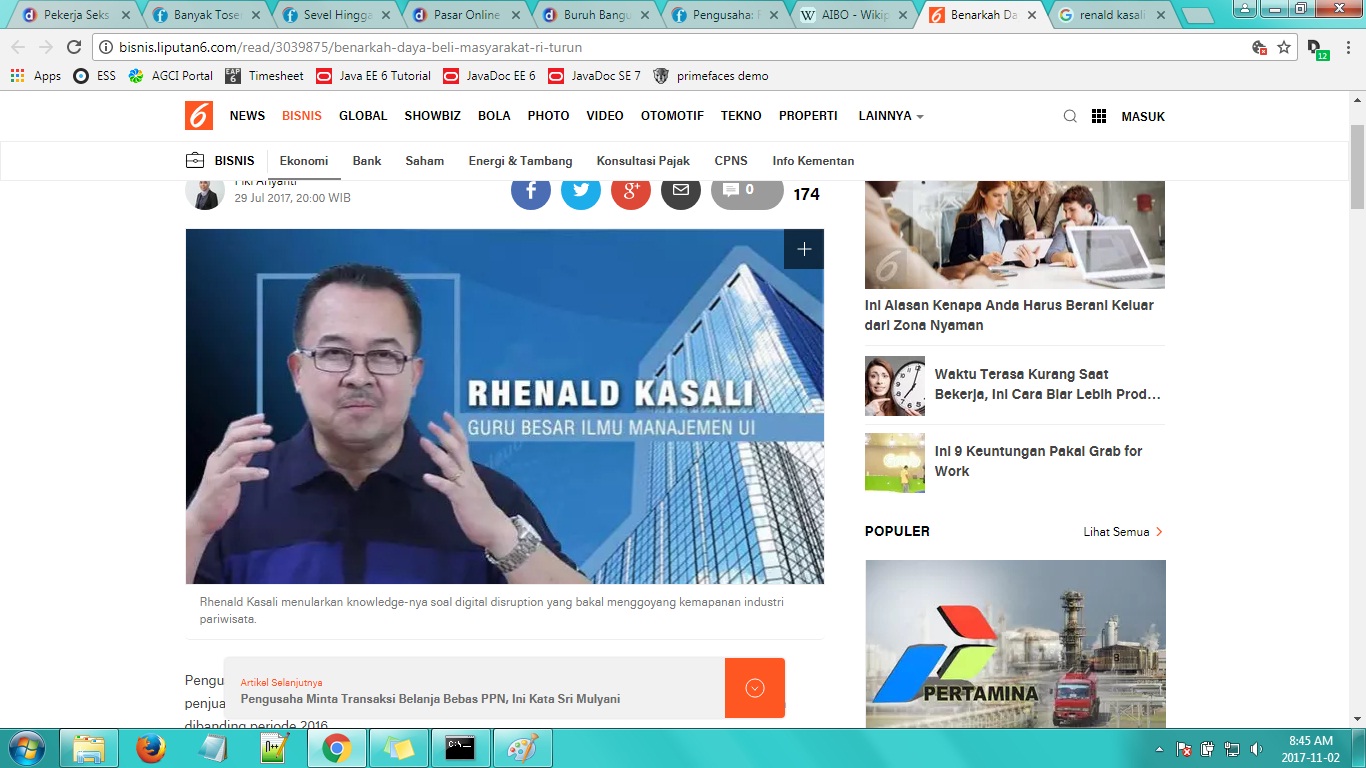 Pekerja Seks
Banyak Toser
Sevel Hingga
Pasar Online
Buruh Bangu
Pengusaha: P
AIBO - Wikip
Benarkah Da
renald kasali
bisnis.liputan6.com/read/3039875/benarkah-daya-beli-masyarakat-ri-turun
12
Apps
ESS
AGCI Portal
EAP 6
Timesheet
Java EE 6 Tutorial
JavaDoc EE 6
JavaDoc SE 7
primefaces demo
6
NEWS
BISNIS
GLOBAL
SHOWBIZ
BOLA
PHOTO
VIDEO
OTOMOTIF
TEKNO
PROPERTI
LAINNYA
MASUK
BISNIS
Ekonomi
Bank
Saham
Energi & Tambang
Konsultasi Pajak
CPNS
Info Kementan
Fiki Ariyanti
29 Jul 2017, 20:00 WIB
0
174
RHENALD KASALI
GURU BESAR ILMU MANAJEMEN UI
Rhenald Kasali menularkan knowledge-nya soal digital disruption yang bakal menggoyang kemapanan industri
pariwisata.
Pengu
penjua
dibanding periode 2016
Artikel Selanjutnya
Pengusaha Minta Transaksi Belanja Bebas PPN, Ini Kata Sri Mulyani
Ini Alasan Kenapa Anda Harus Berani Keluar
dari Zona Nyaman
Waktu Terasa Kurang Saat
Bekerja, Ini Cara Biar Lebih Prod...
Ini 9 Keuntungan Pakai Grab for
Work
POPULER
Lihat Semua
PERTAMINA
8:45 AM
2017-11-02